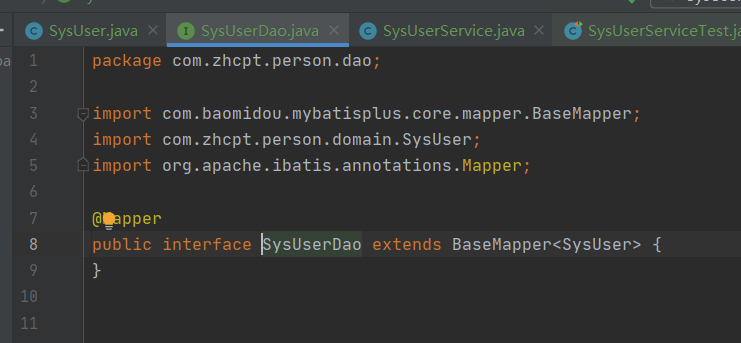 SysUser.java
SysUserDao.java
SysUserService.java
SysUserServiceTest.ja
1 package com.zhcpt.person.dao;
2
3 import com.baomidou.mybatisplus.core.mapper.BaseMapper;
4 import com.zhcpt.person.domain.SysUser;
5 import org.apache.ibatis.annotations.Mapper;
6
7 @Mapper
8 public interface SysUserDao extends BaseMapper<SysUser> {
9 }
10
11